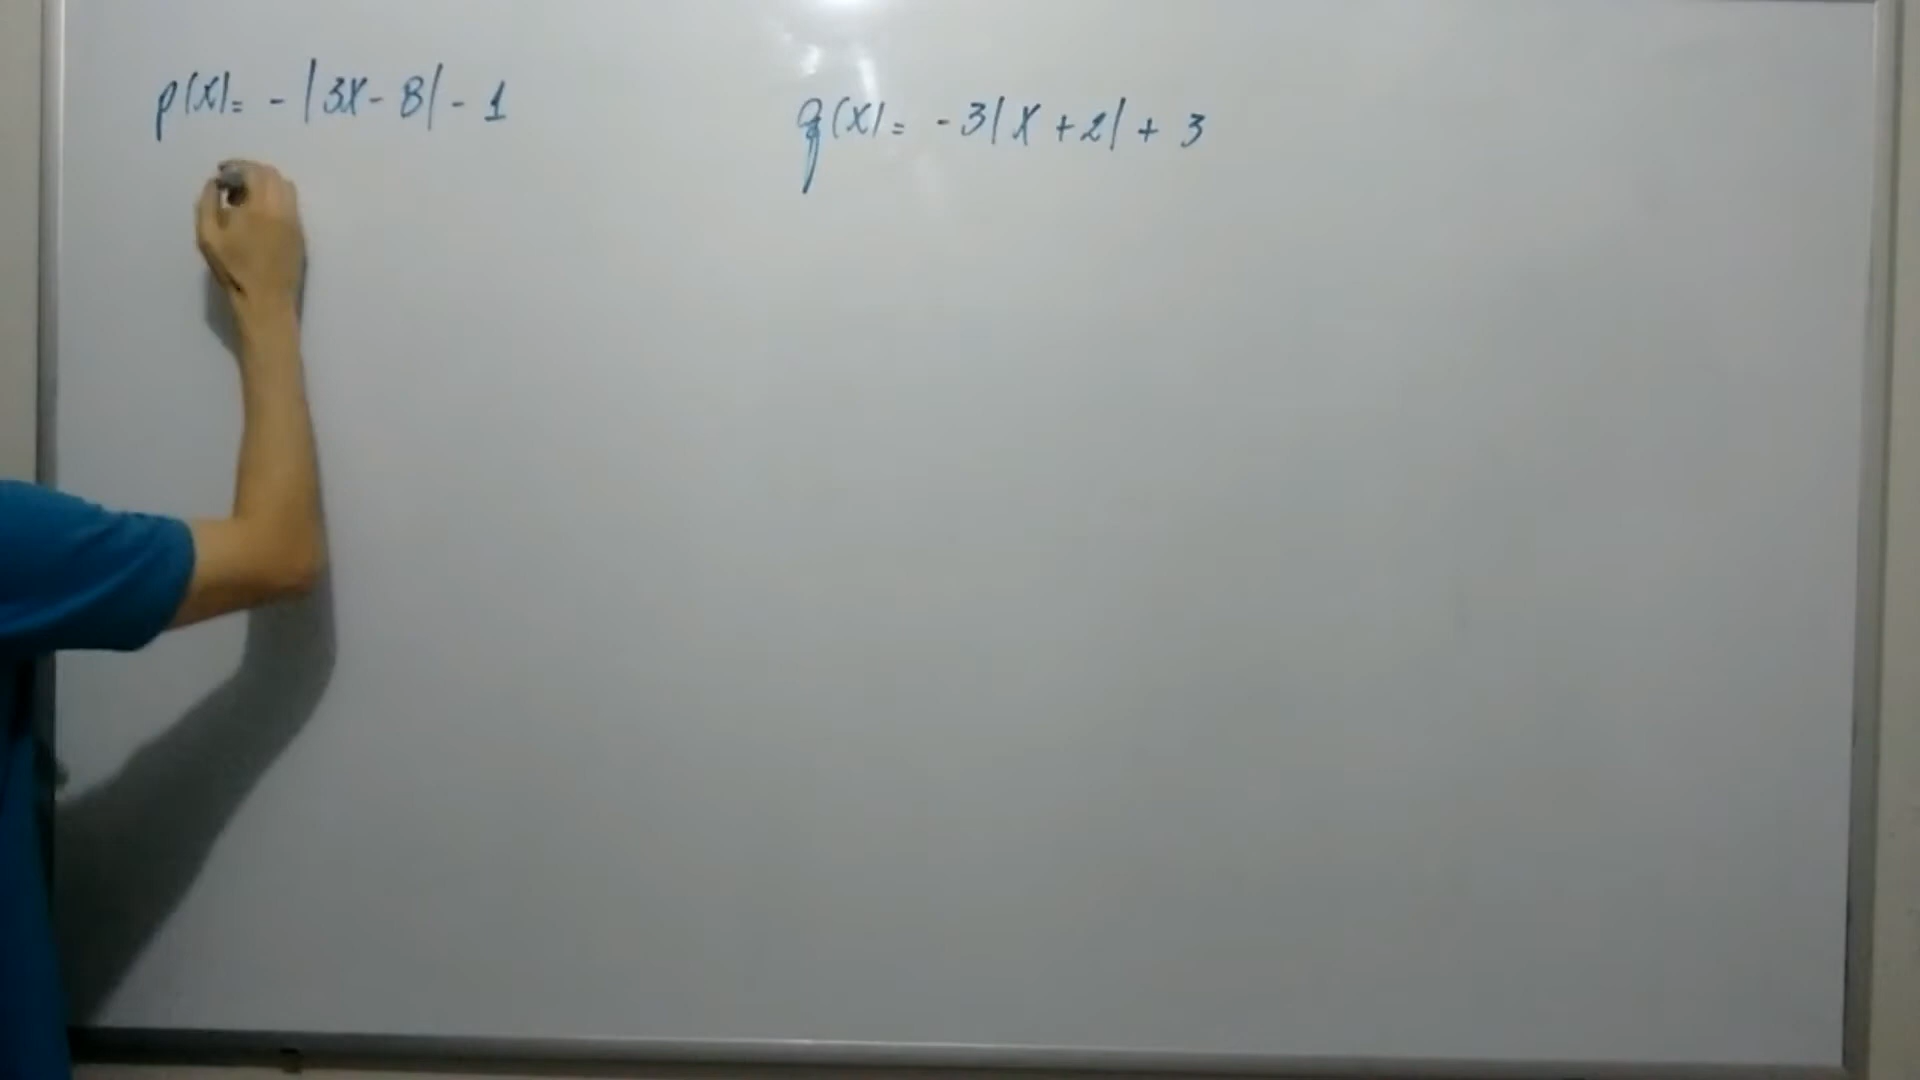 p(x) = - |3x - 8| - 1
q(x) = - 3|x + 2| + 3